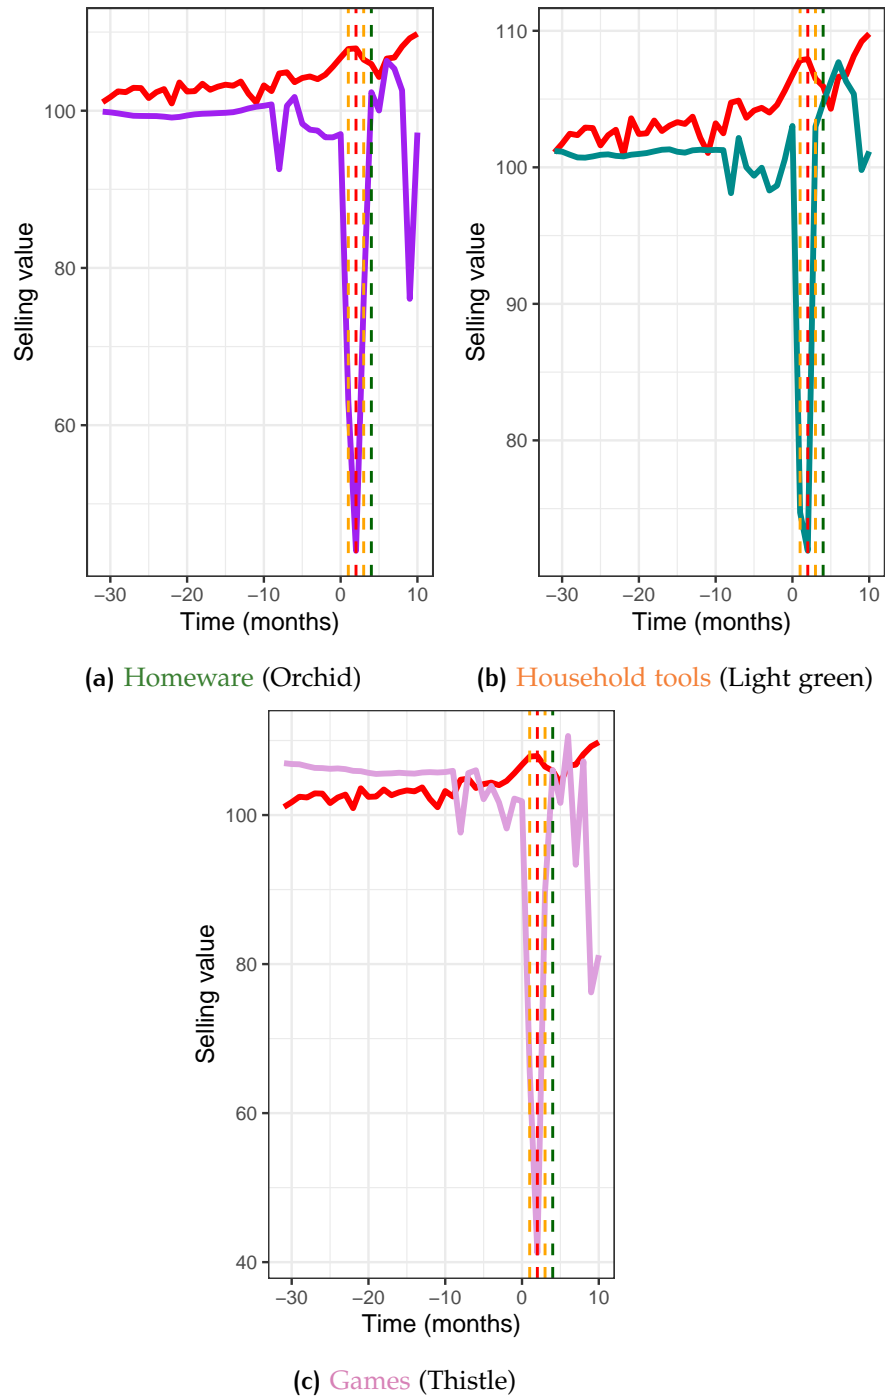 110
100
100
80
90
60
80
Selling value
Selling value
−30
−20
−10
0
10
−30
−20
−10
0
10
Time (months)
Time (months)
(a) Homeware (Orchid)
(b) Household tools (Light green)
100
80
60
40
Selling value
−30
−20
−10
0
10
Time (months)
(c) Games (Thistle)